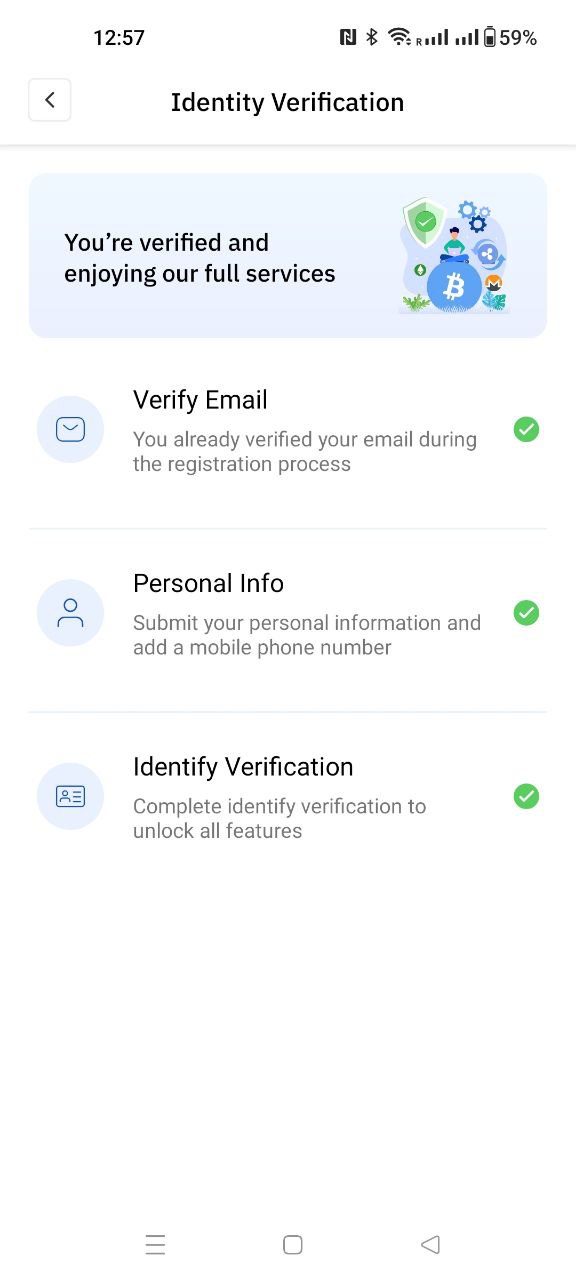 12:57
R
59%
Identity Verification
You’re verified and
enjoying our full services
Verify Email
You already verified your email during
the registration process
Personal Info
Submit your personal information and
add a mobile phone number
Identify Verification
Complete identify verification to
unlock all features